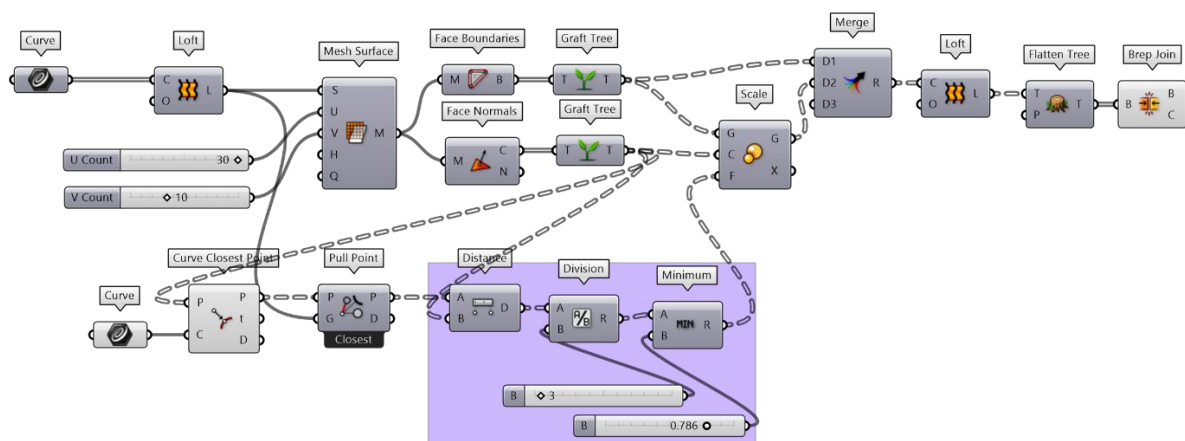 Curve
Loft
C
O
L
Mesh Surface
S
U
V
H
Q
M
U Count
30
V Count
10
Face Boundaries
M
B
Graft Tree
T
T
Face Normals
M
C
N
Graft Tree
T
T
Scale
G
C
F
G
X
Merge
D1
D2
D3
R
Loft
C
O
L
Flatten Tree
T
P
T
Brep Join
B
B
C
Curve
Curve Closest Point
P
C
P
t
D
Pull Point
P
G
P
D
Closest
Distance
A
B
D
Division
A
B
A/B
R
Minimum
A
B
MIN
R
B
3
B
0.786